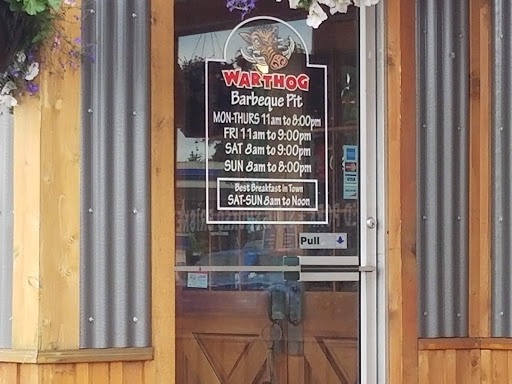 WARTHOG
Barbeque Pit
MON-THURS 11am to 8:00pm
FRI 11am to 9:00pm
SAT 8am to 9:00pm
SUN 8am to 8:00pm
Best Breakfast in Town
SAT-SUN 8am to Noon
Pull